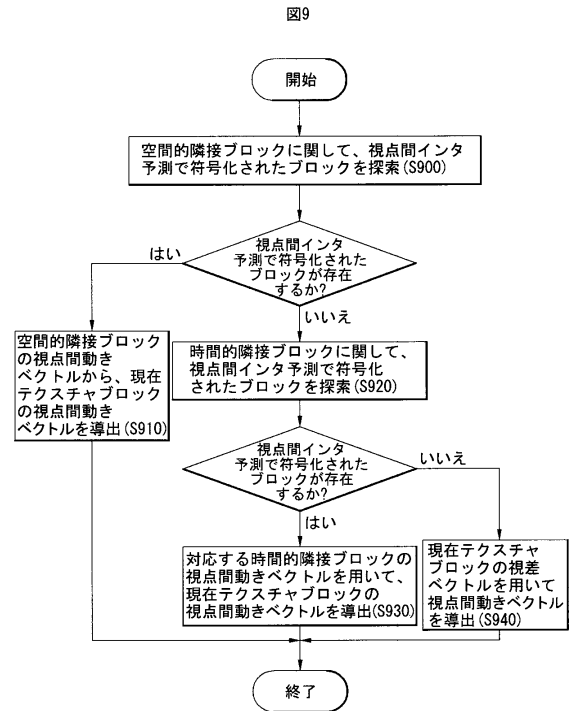 図9
開始
空間的隣接ブロックに関して、視点間インタ
予測で符号化されたブロックを探索(S900)
視点間インタ
予測で符号化された
ブロックが存在
するか?
はい
いいえ
空間的隣接ブロック
の視点間動き
ベクトルから、現在
テクスチャブロック
の視点間動き
ベクトルを導出(S910)
時間的隣接ブロックに関して、
視点間インタ予測で符号化
されたブロックを探索(S920)
視点間インタ
予測で符号化された
ブロックが存在
するか?
いいえ
はい
対応する時間的隣接ブロックの
視点間動きベクトルを用いて、
現在テクスチャブロックの
視点間動きベクトルを導出(S930)
現在テクスチャ
ブロックの視差
ベクトルを用いて
視点間動きベクトル
を導出(S940)
終了